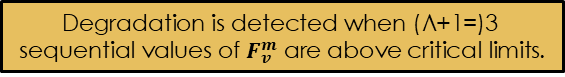 Degradation is detected when (Λ+1=)3
sequential values of 𝑭ᵥᵐ are above critical limits.